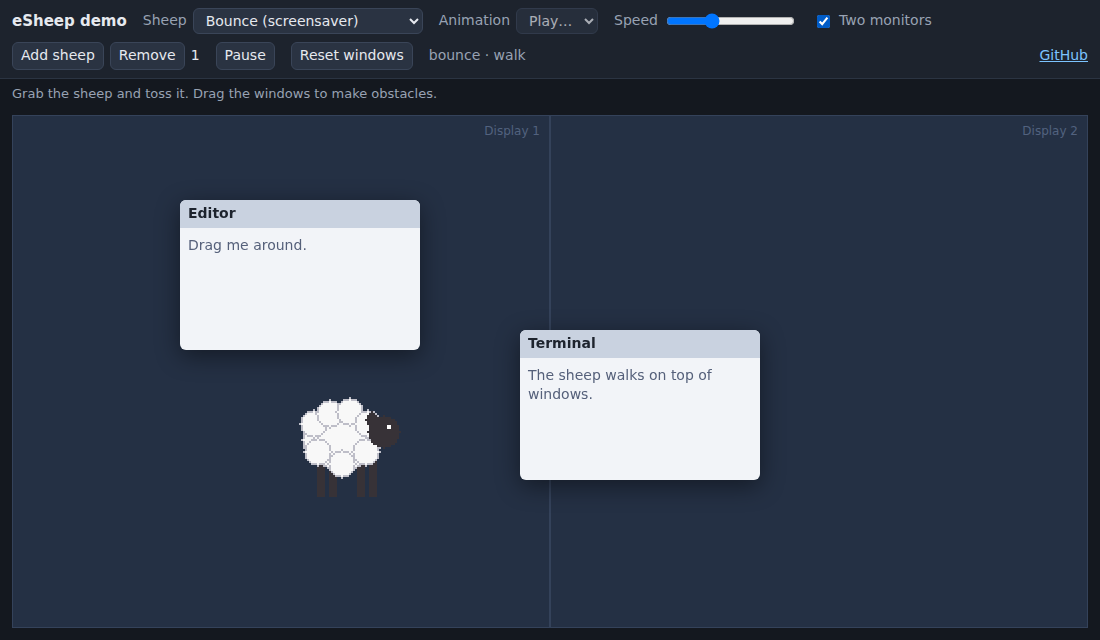 eSheep demo Sheep Bounce (screensaver) Animation Play... Speed Two monitors
Add sheep Remove 1 Pause Reset windows bounce · walk GitHub
Grab the sheep and toss it. Drag the windows to make obstacles.
Display 1 Display 2
Editor
Drag me around.
Terminal
The sheep walks on top of
windows.